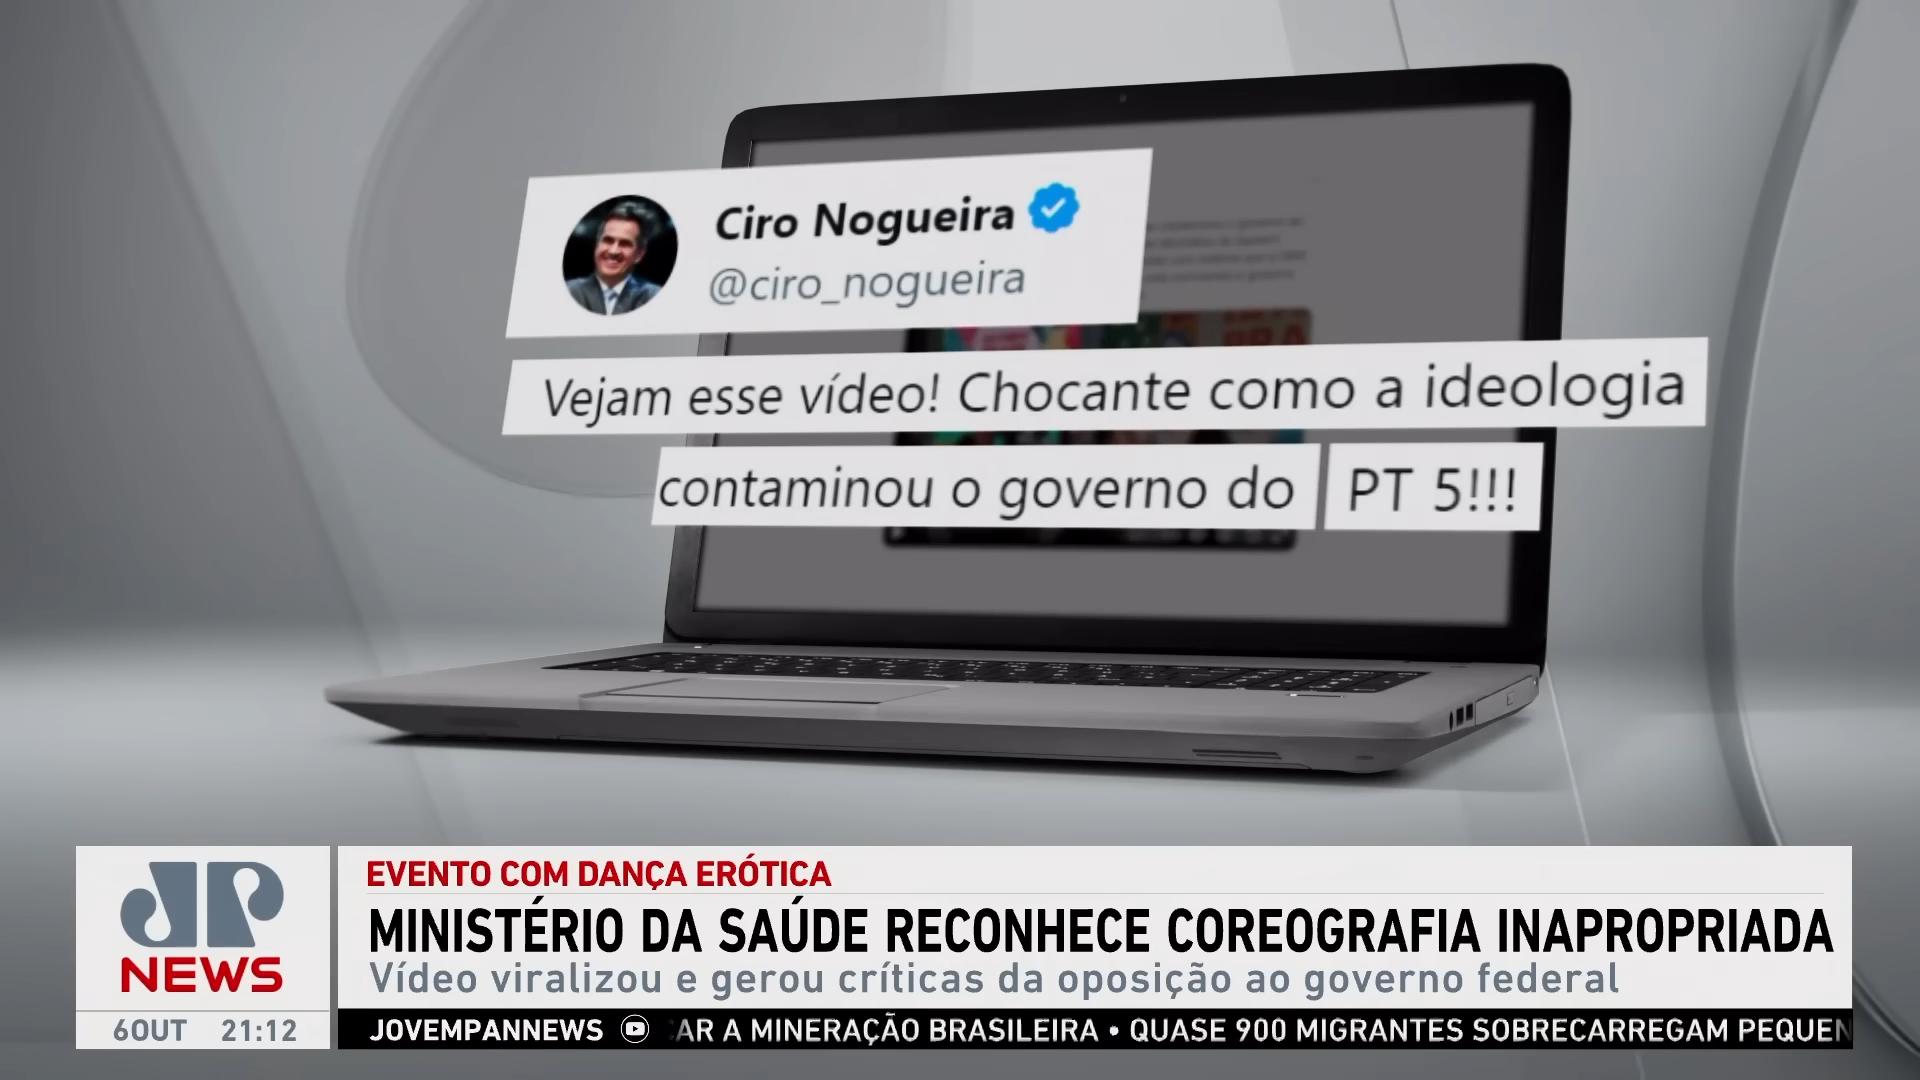 Ciro Nogueira
@ciro_nogueira
Vejam esse vídeo! Chocante como a ideologia
contaminou o governo do PT 5!!!
JP
NEWS
EVENTO COM DANÇA ERÓTICA
MINISTÉRIO DA SAÚDE RECONHECE COREOGRAFIA INAPROPRIADA
Vídeo viralizou e gerou críticas da oposição ao governo federal
6OUT 21:12
JOVEMPANNEWS A MINERAÇÃO BRASILEIRA • QUASE 900 MIGRANTES SOBRECARREGAM